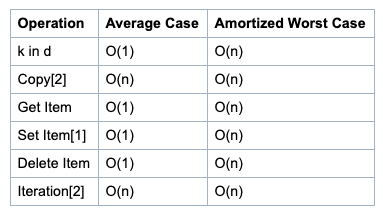 Operation Average Case Amortized Worst Case
k in d O(1) O(n)
Copy[2] O(n) O(n)
Get Item O(1) O(n)
Set Item[1] O(1) O(n)
Delete Item O(1) O(n)
Iteration[2] O(n) O(n)